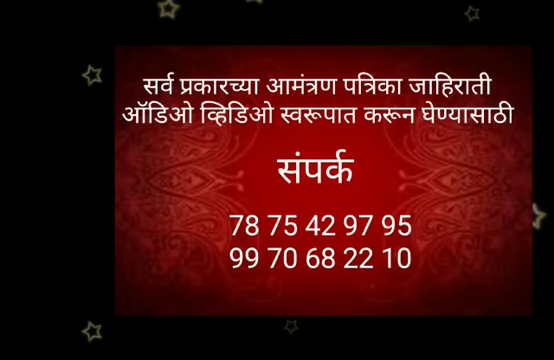 सर्व प्रकारच्या आमंत्रण पत्रिका जाहिराती
ऑडिओ व्हिडिओ स्वरूपात करून घेण्यासाठी
संपर्क
78 75 42 97 95
99 70 68 22 10